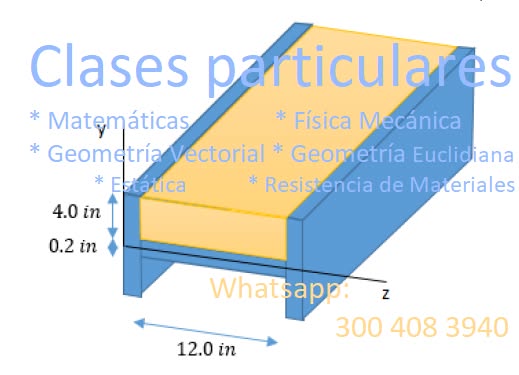 Clases particulares
* Matemáticas * Física Mecánica
y
* Geometría Vectorial * Geometría Euclidiana
* Estática * Resistencia de Materiales
4.0 in
0.2 in
Whatsapp:
z
300 408 3940
12.0 in